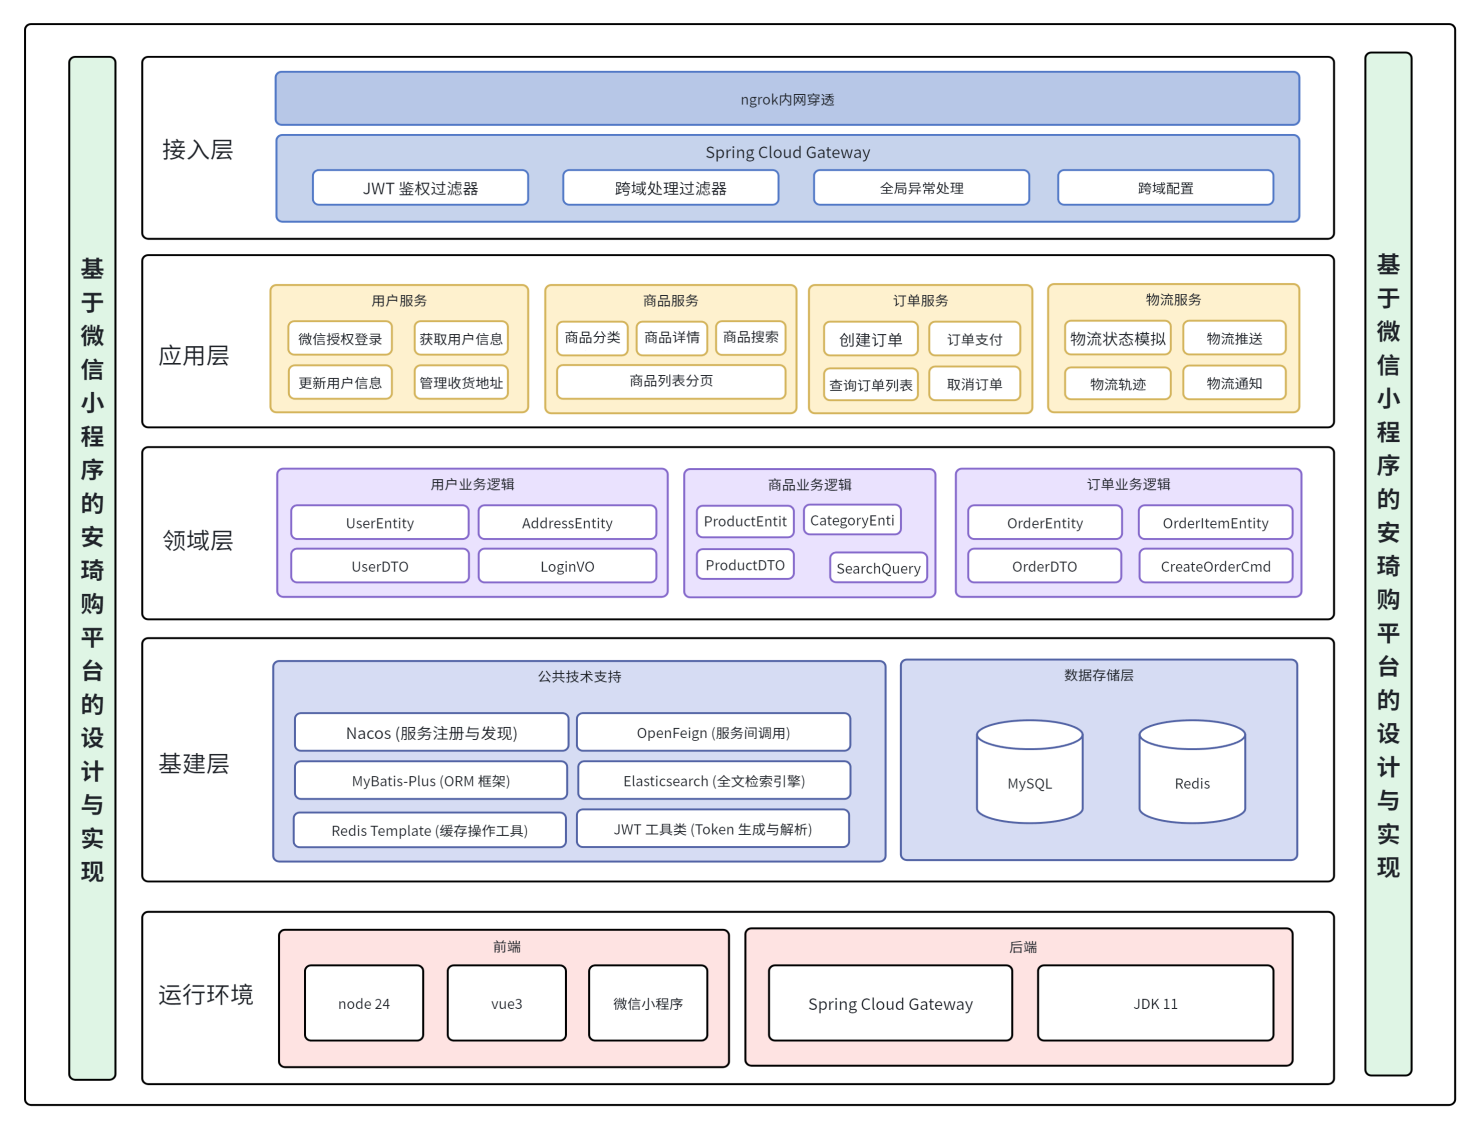 基于微信小程序的安琦购平台的设计与实现
接入层
ngrok内网穿透
Spring Cloud Gateway
JWT 鉴权过滤器
跨域处理过滤器
全局异常处理
跨域配置
应用层
用户服务
微信授权登录
获取用户信息
更新用户信息
管理收货地址
商品服务
商品分类
商品详情
商品搜索
商品列表分页
订单服务
创建订单
订单支付
查询订单列表
取消订单
物流服务
物流状态模拟
物流推送
物流轨迹
物流通知
领域层
用户业务逻辑
UserEntity
AddressEntity
UserDTO
LoginVO
商品业务逻辑
ProductEntit
CategoryEnti
ProductDTO
SearchQuery
订单业务逻辑
OrderEntity
OrderItemEntity
OrderDTO
CreateOrderCmd
基建层
公共技术支持
Nacos (服务注册与发现)
OpenFeign (服务间调用)
MyBatis-Plus (ORM 框架)
Elasticsearch (全文检索引擎)
Redis Template (缓存操作工具)
JWT 工具类 (Token 生成与解析)
数据存储层
MySQL
Redis
运行环境
前端
node 24
vue3
微信小程序
后端
Spring Cloud Gateway
JDK 11
基于微信小程序的安琦购平台的设计与实现